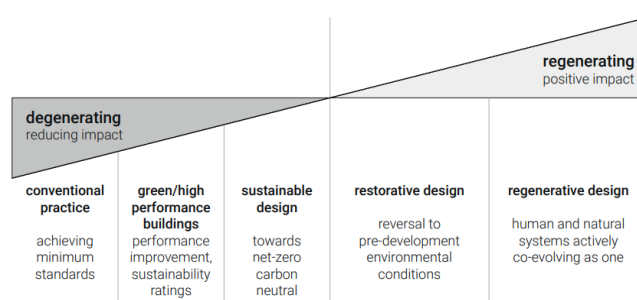 regenerating
positive impact
degenerating
reducing impact
conventional
practice
achieving
minimum
standards
green/high
performance
buildings
performance
improvement,
sustainability
ratings
sustainable
design
towards
net-zero
carbon
neutral
restorative design
reversal to
pre-development
environmental
conditions
regenerative design
human and natural
systems actively
co-evolving as one